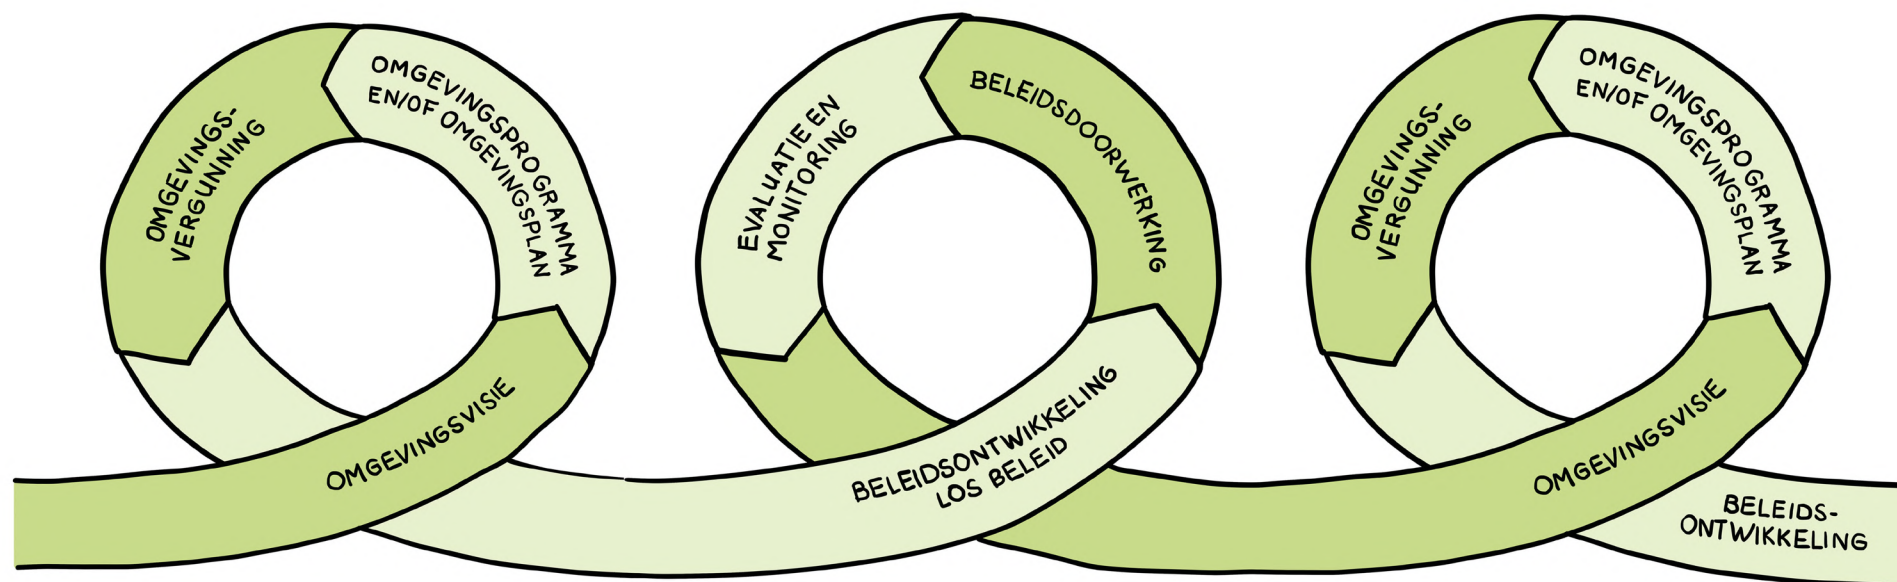 OMGEVINGS-
VERGUNNING
OMGEVINGSPROGRAMMA
EN/OF OMGEVINGSPLAN
OMGEVINGSVISIE
EVALUATIE EN
MONITORING
BELEIDSDOORWERKING
BELEIDSONTWIKKELING
LOS BELEID
OMGEVINGS-
VERGUNNING
OMGEVINGSPROGRAMMA
EN/OF OMGEVINGSPLAN
OMGEVINGSVISIE
BELEIDS-
ONTWIKKELING